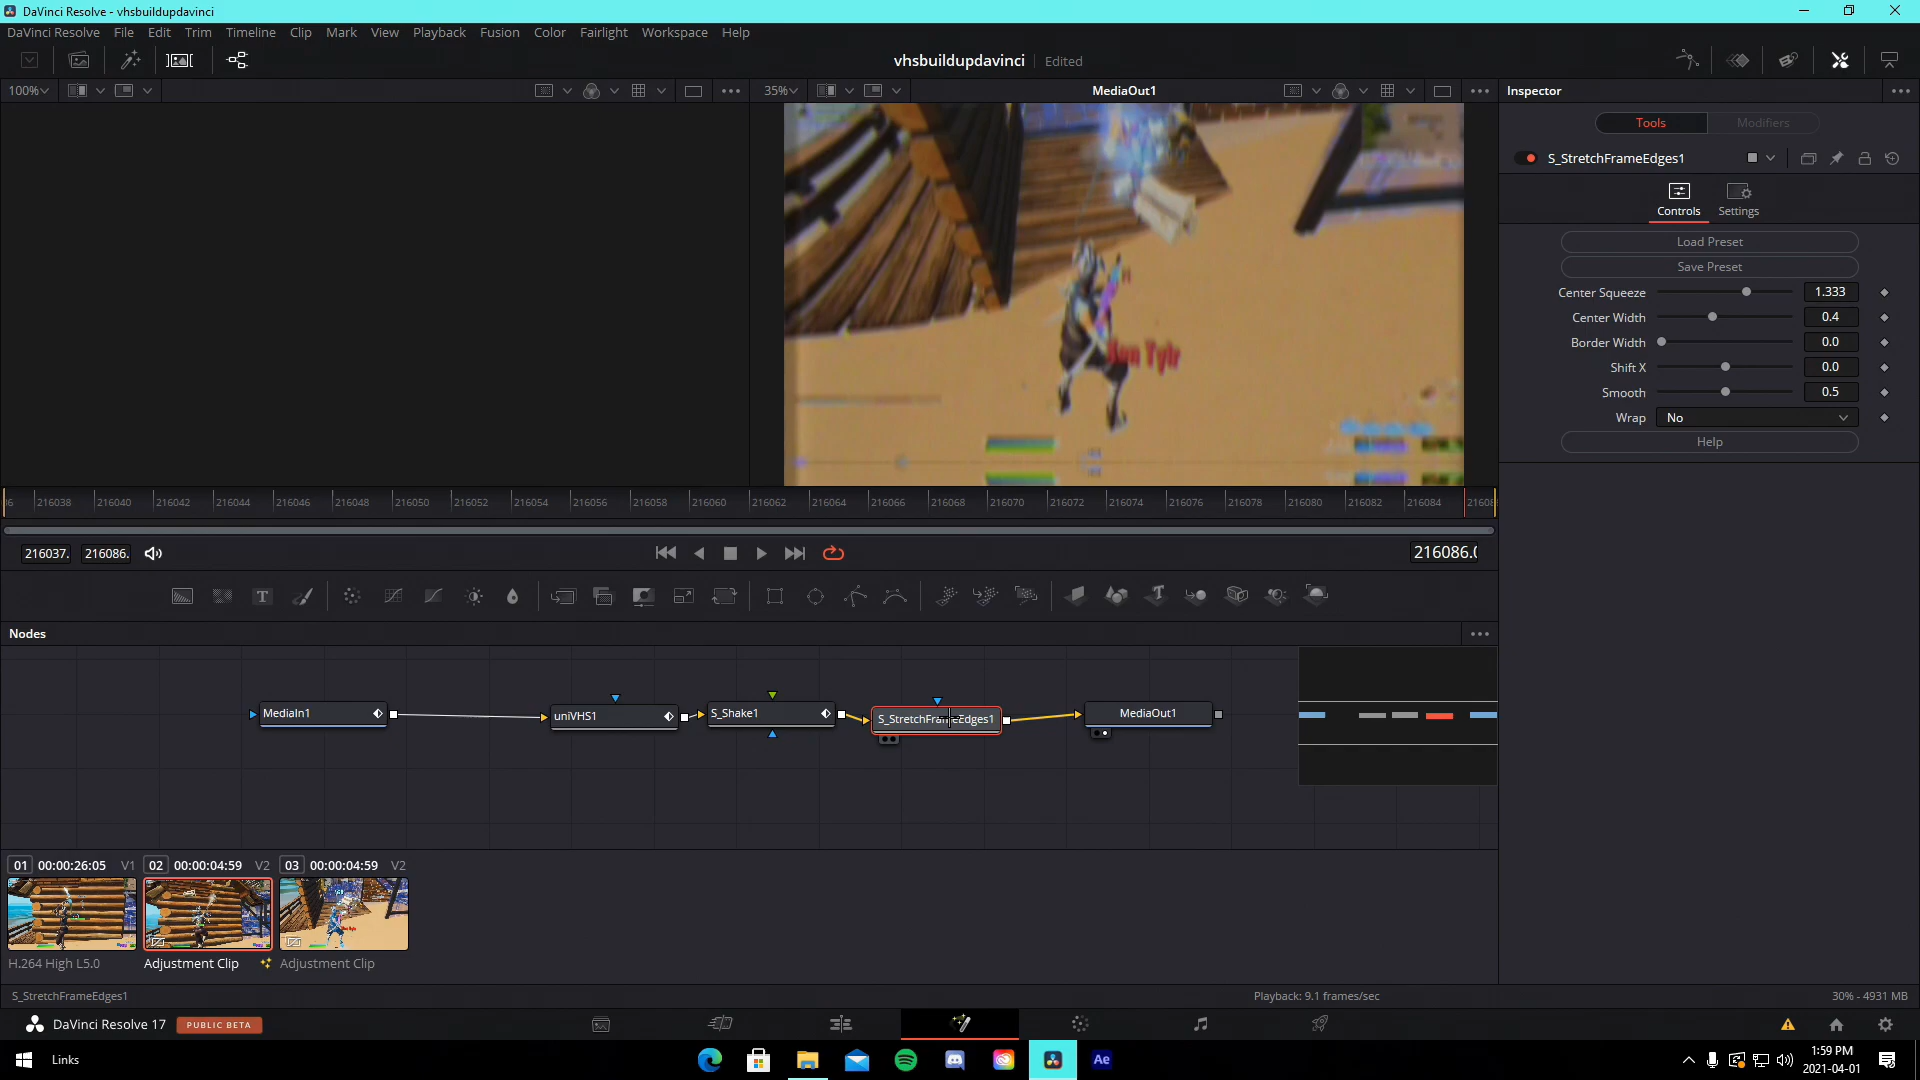 DaVinci Resolve - vhsbuildupdavinci
DaVinci Resolve File Edit Trim Timeline Clip Mark View Playback Fusion Color Fairlight Workspace Help
vhsbuildupdavinci Edited
100% 35% MediaOut1 Inspector
Tools Modifiers
S_StretchFrameEdges1
Controls Settings
Load Preset
Save Preset
Center Squeeze 1.333
Center Width 0.4
Border Width 0.0
Shift X 0.0
Smooth 0.5
Wrap No
Help
216038 216040 216042 216044 216046 216048 216050 216052 216054 216056 216058 216060 216062 216064 216066 216068 216070 216072 216074 216076 216078 216080 216082 216084
216037. 216086. 216086.0
Nodes
MediaIn1 uniVHS1 S_Shake1 S_StretchFrameEdges1 MediaOut1
01 00:00:26:05 V1 02 00:00:04:59 V2 03 00:00:04:59 V2
H.264 High L5.0 Adjustment Clip Adjustment Clip
S_StretchFrameEdges1 Playback: 9.1 frames/sec 30% - 4931 MB
DaVinci Resolve 17 PUBLIC BETA
Links Ae 1:59 PM
2021-04-01